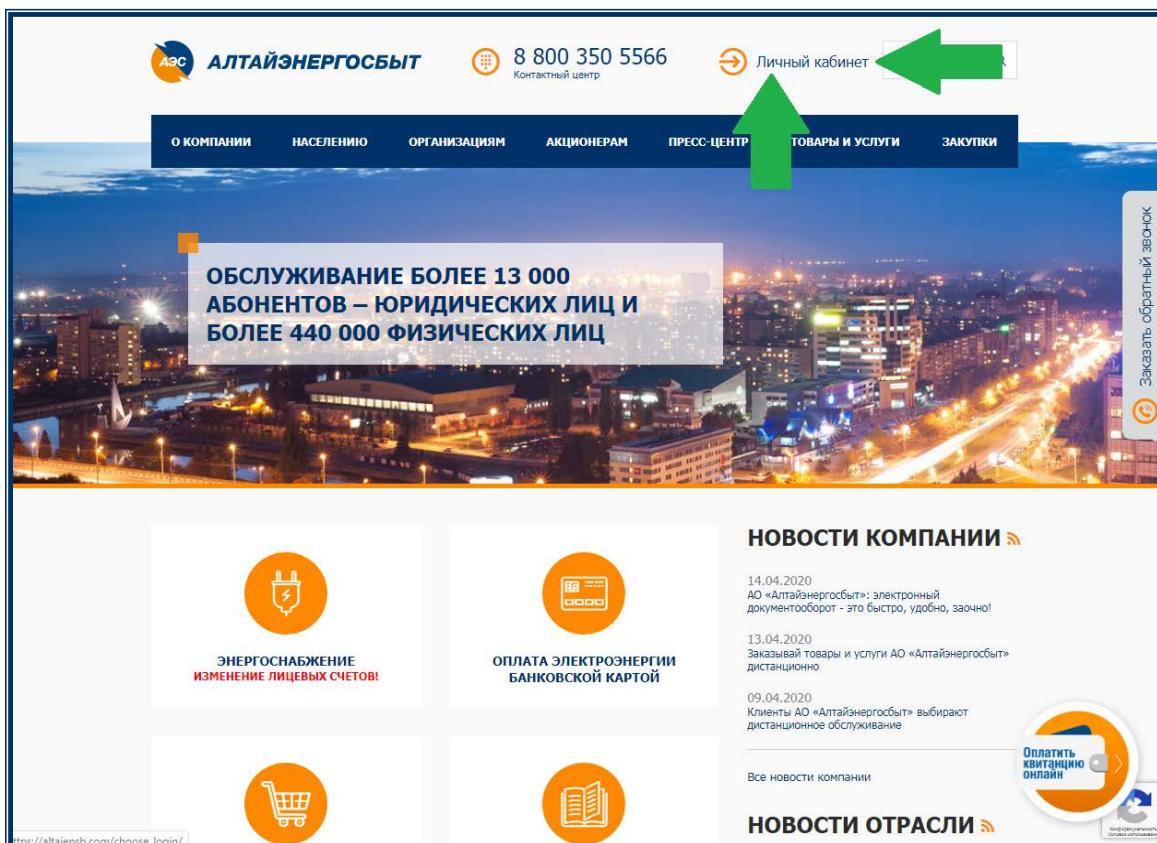 АЭС АЛТАЙЭНЕРГОСБЫТ
8 800 350 5566
Контактный центр
Личный кабинет
О КОМПАНИИ НАСЕЛЕНИЮ ОРГАНИЗАЦИЯМ АКЦИОНЕРАМ ПРЕСС-ЦЕНТР ТОВАРЫ И УСЛУГИ ЗАКУПКИ
ОБСЛУЖИВАНИЕ БОЛЕЕ 13 000
АБОНЕНТОВ – ЮРИДИЧЕСКИХ ЛИЦ И
БОЛЕЕ 440 000 ФИЗИЧЕСКИХ ЛИЦ
Заказать обратный звонок
ЭНЕРГОСНАБЖЕНИЕ
ИЗМЕНЕНИЕ ЛИЦЕВЫХ СЧЕТОВ!
ОПЛАТА ЭЛЕКТРОЭНЕРГИИ
БАНКОВСКОЙ КАРТОЙ
НОВОСТИ КОМПАНИИ
14.04.2020
АО «Алтайэнергосбыт»: электронный
документооборот - это быстро, удобно, заочно!
13.04.2020
Заказывай товары и услуги АО «Алтайэнергосбыт»
дистанционно
09.04.2020
Клиенты АО «Алтайэнергосбыт» выбирают
дистанционное обслуживание
Все новости компании
НОВОСТИ ОТРАСЛИ
Оплатить
квитанцию
онлайн
ttps://altaiensb.com/choose_login/